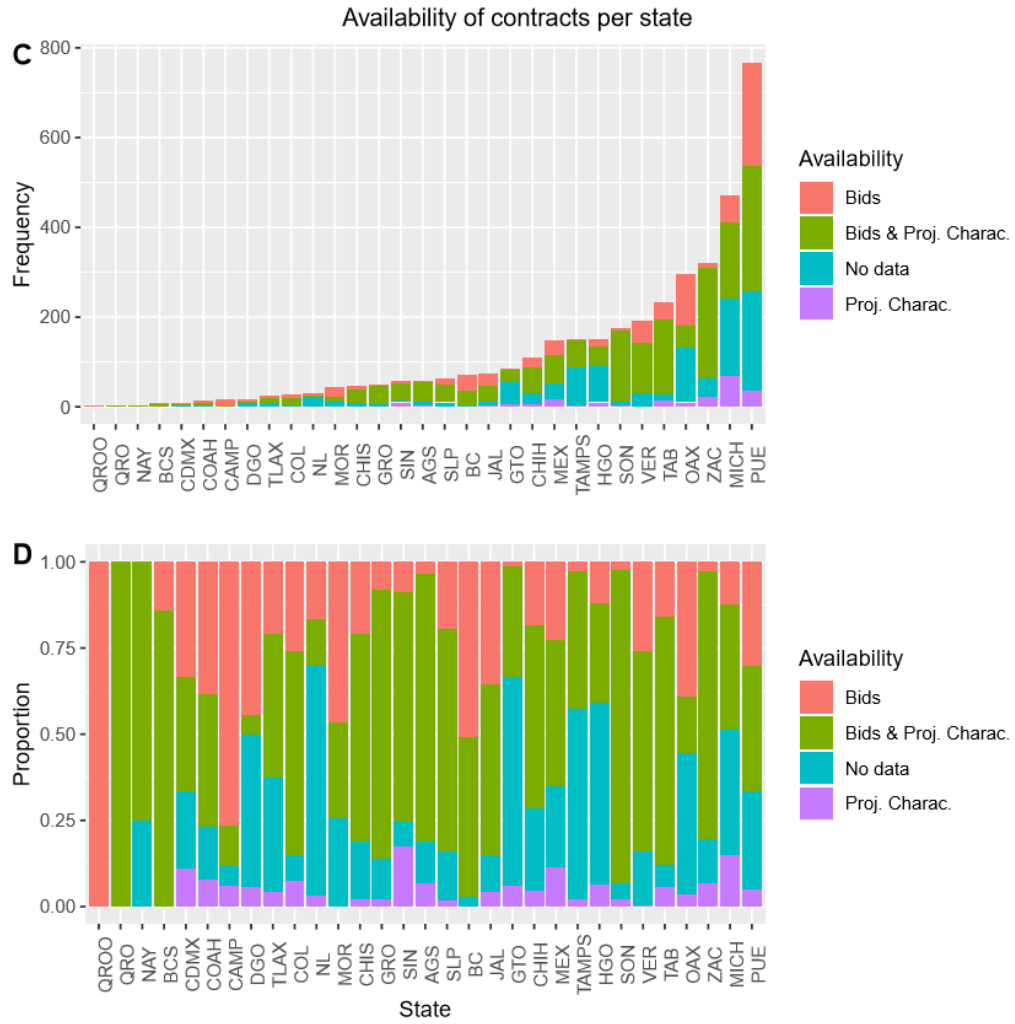 Availability of contracts per state
C
800
600
400
200
0
Frequency
QROO QRO NAY BCS CDMX COAH CAMP DGO TLAX COL NL MOR CHIS GRO SIN AGS SLP BC JAL GTO CHIH MEX TAMPS HGO SON VER TAB OAX ZAC MICH PUE
Availability
Bids
Bids & Proj. Charac.
No data
Proj. Charac.
D
1.00
0.75
0.50
0.25
0.00
Proportion
QROO QRO NAY BCS CDMX COAH CAMP DGO TLAX COL NL MOR CHIS GRO SIN AGS SLP BC JAL GTO CHIH MEX TAMPS HGO SON VER TAB OAX ZAC MICH PUE
State
Availability
Bids
Bids & Proj. Charac.
No data
Proj. Charac.